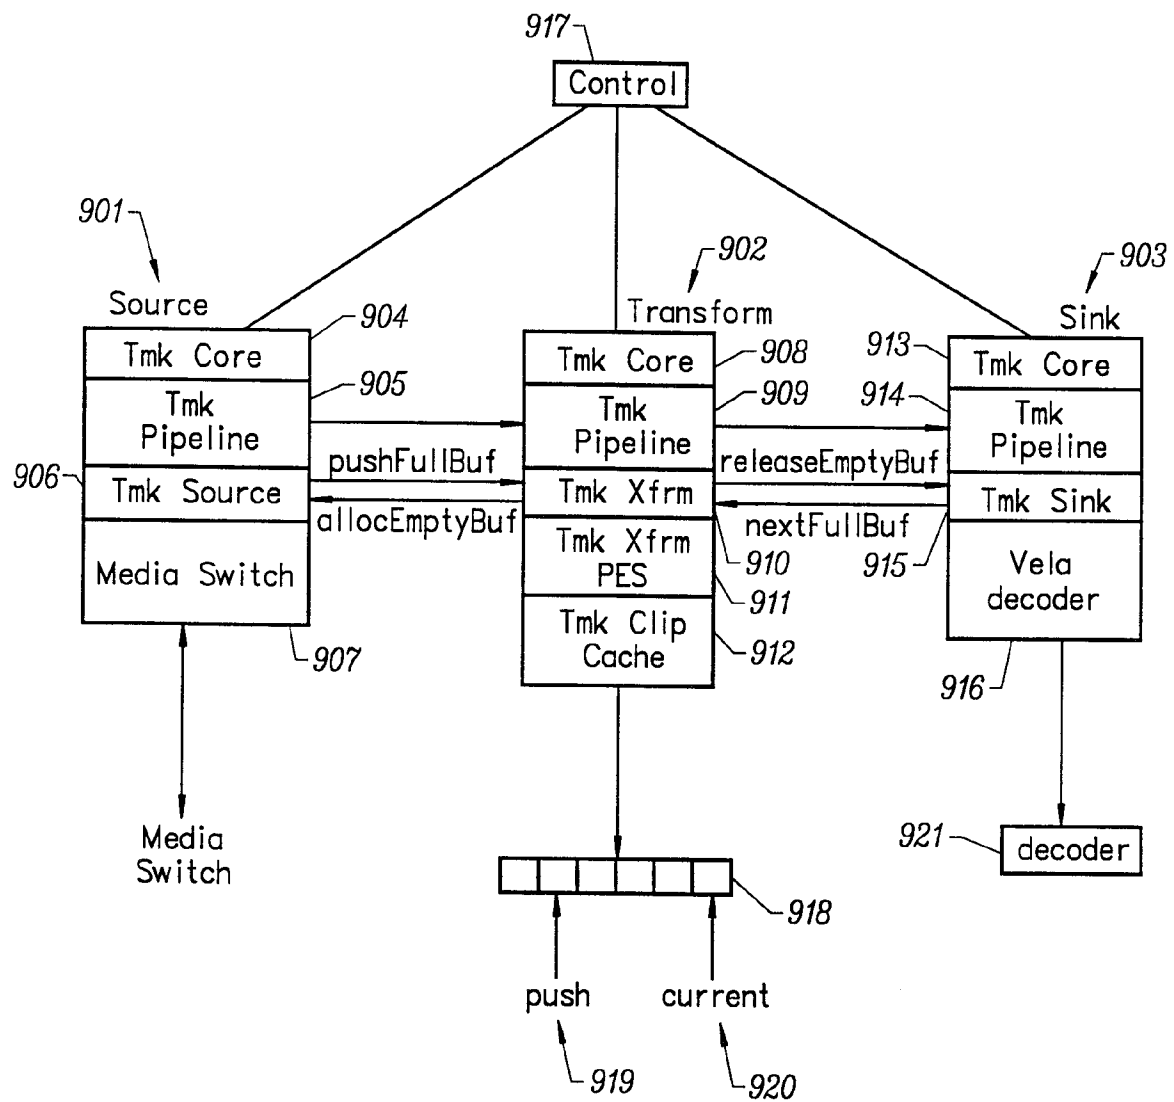 917
Control
901
902
903
Source
Transform
Sink
904
Tmk Core
905
Tmk
Pipeline
906
Tmk Source
Media Switch
907
pushFullBuf
allocEmptyBuf
Tmk Core
908
Tmk
Pipeline
909
Tmk Xfrm
910
Tmk Xfrm
PES
911
Tmk Clip
Cache
912
releaseEmptyBuf
nextFullBuf
913
Tmk Core
914
Tmk
Pipeline
Tmk Sink
915
Vela
decoder
916
Media
Switch
921
decoder
918
push
current
919
920